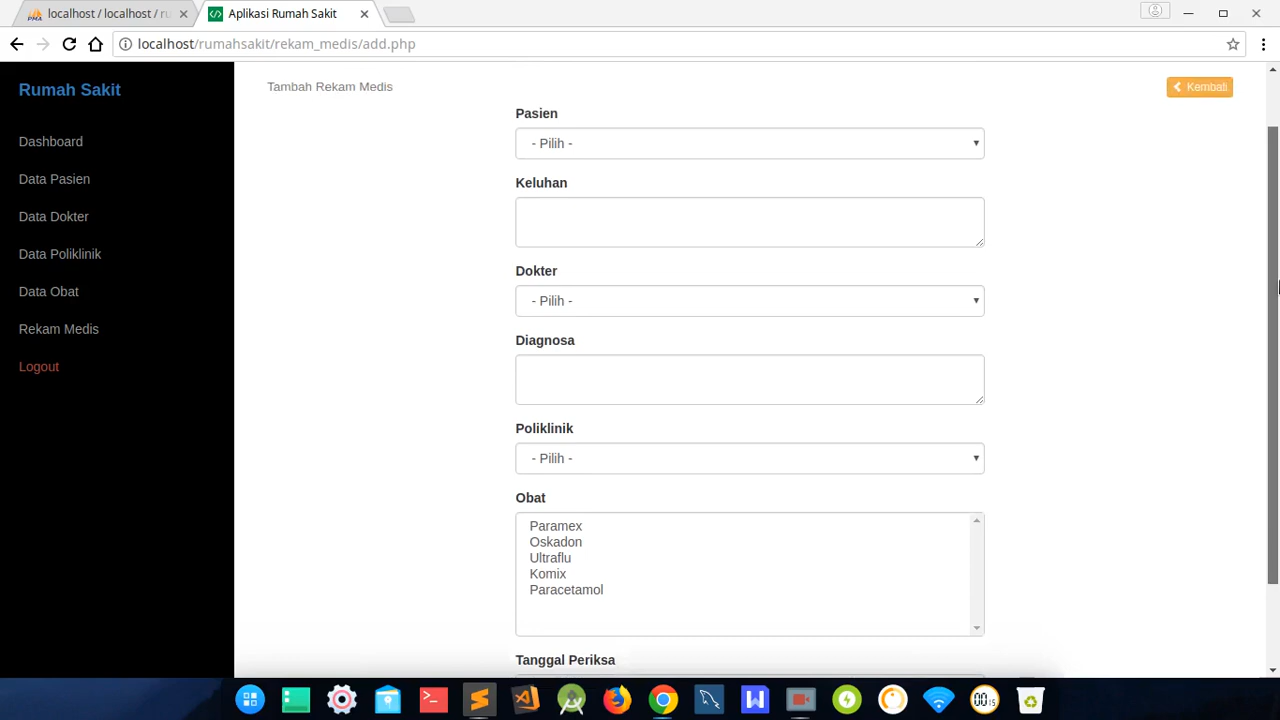 localhost / localhost / ru
Aplikasi Rumah Sakit
localhost/rumahsakit/rekam_medis/add.php
Rumah Sakit
Dashboard
Data Pasien
Data Dokter
Data Poliklinik
Data Obat
Rekam Medis
Logout
Tambah Rekam Medis
Kembali
Pasien
- Pilih -
Keluhan
Dokter
- Pilih -
Diagnosa
Poliklinik
- Pilih -
Obat
Paramex
Oskadon
Ultraflu
Komix
Paracetamol
Tanggal Periksa